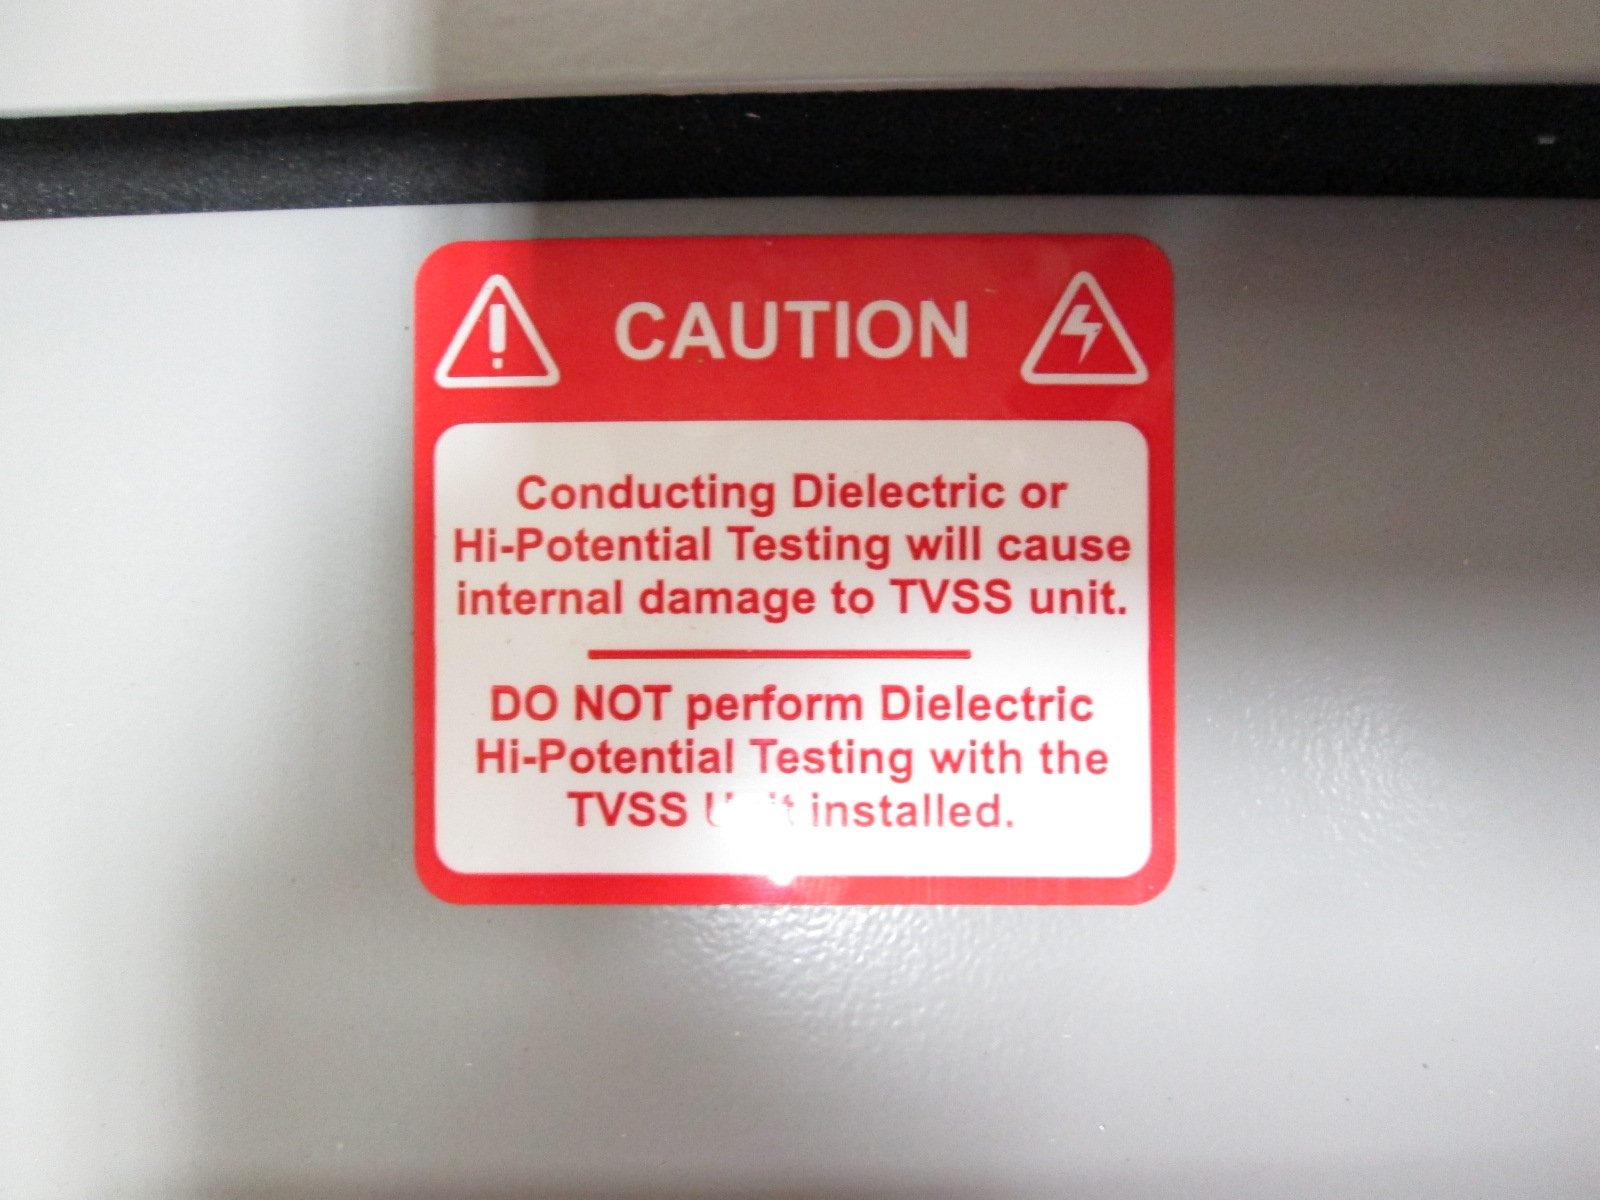 CAUTION
Conducting Dielectric or
Hi-Potential Testing will cause
internal damage to TVSS unit.
DO NOT perform Dielectric
Hi-Potential Testing with the
TVSS Unit installed.